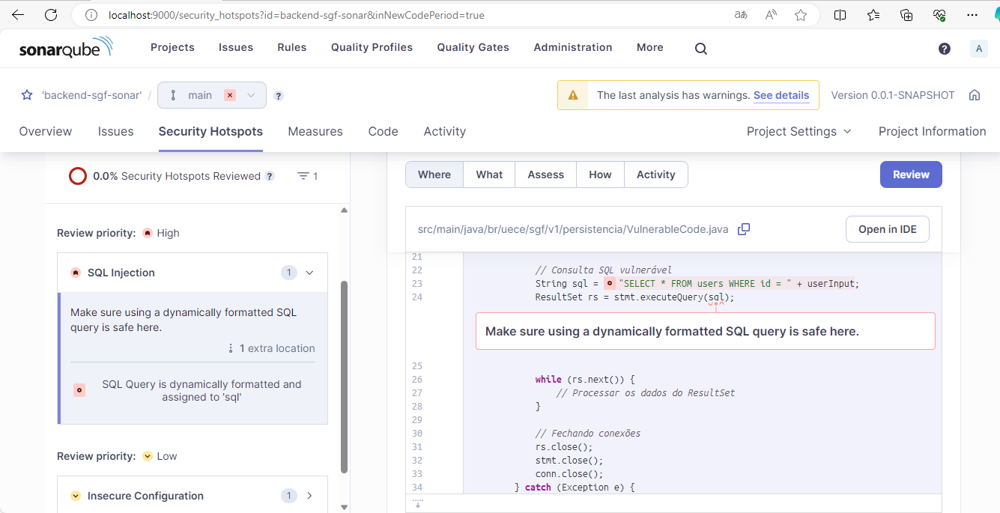 localhost:9000/security_hotspots?id=backend-sgf-sonar&inNewCodePeriod=true
sonarqube Projects Issues Rules Quality Profiles Quality Gates Administration More A
'backend-sgf-sonar' / main ? The last analysis has warnings. See details Version 0.0.1-SNAPSHOT
Overview Issues Security Hotspots Measures Code Activity Project Settings Project Information
0.0% Security Hotspots Reviewed ? 1
Where What Assess How Activity Review
Review priority: High
SQL Injection 1
Make sure using a dynamically formatted SQL
query is safe here.
1 extra location
SQL Query is dynamically formatted and
assigned to 'sql'
Review priority: Low
Insecure Configuration 1
src/main/java/br/uece/sgf/v1/persistencia/VulnerableCode.java Open in IDE
21
22 // Consulta SQL vulnerável
23 String sql = "SELECT * FROM users WHERE id = " + userInput;
24 ResultSet rs = stmt.executeQuery(sql);
Make sure using a dynamically formatted SQL query is safe here.
25
26 while (rs.next()) {
27 // Processar os dados do ResultSet
28 }
29
30 // Fechando conexões
31 rs.close();
32 stmt.close();
33 conn.close();
34 } catch (Exception e) {